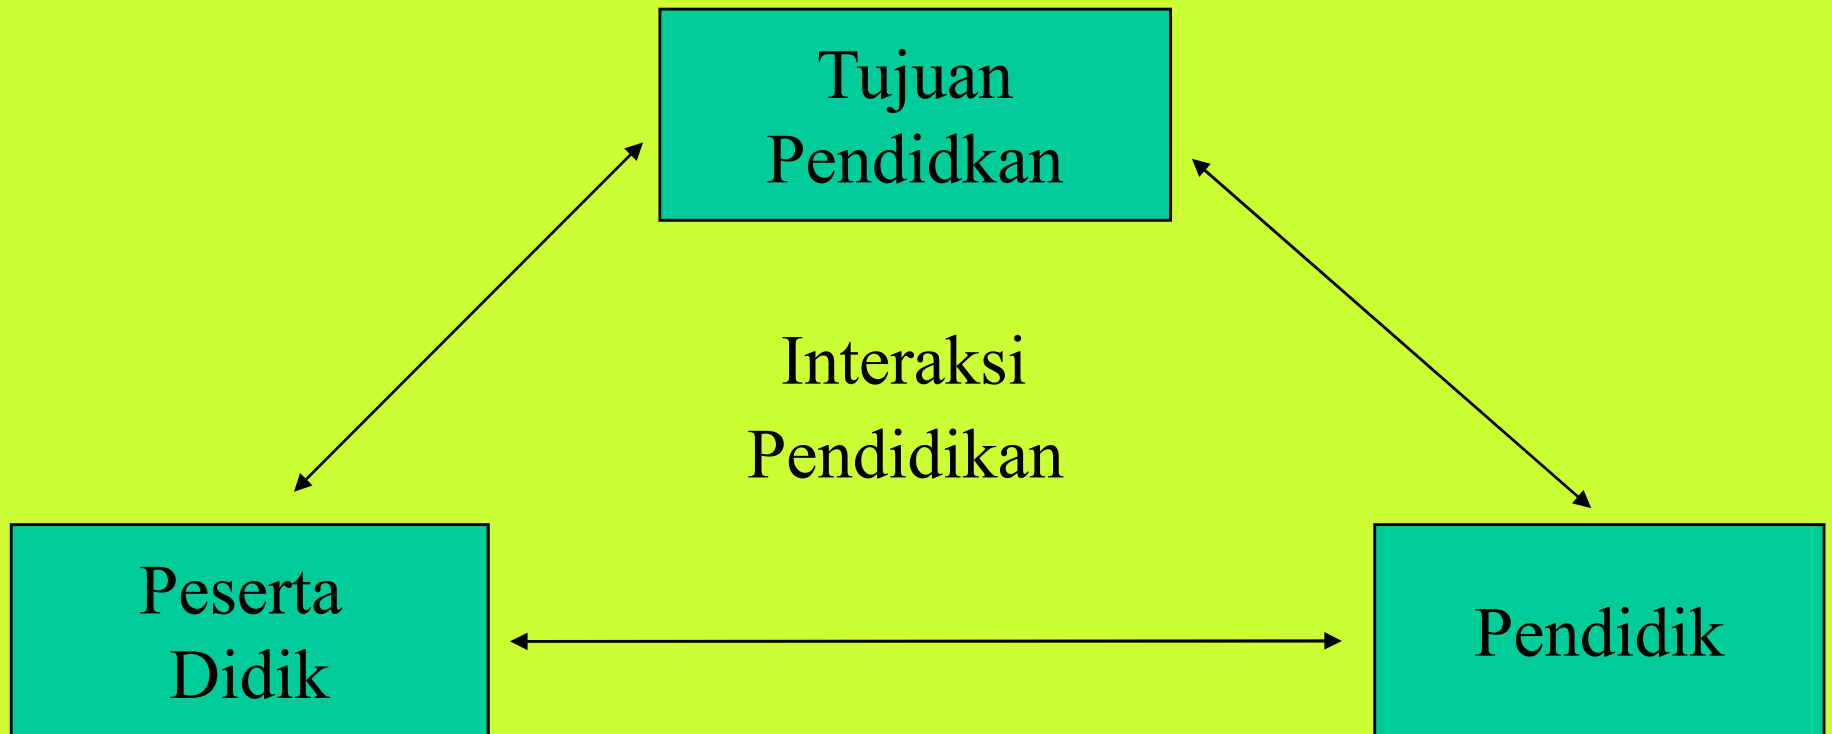 Tujuan
Pendidkan
Interaksi
Pendidikan
Peserta
Didik
Pendidik